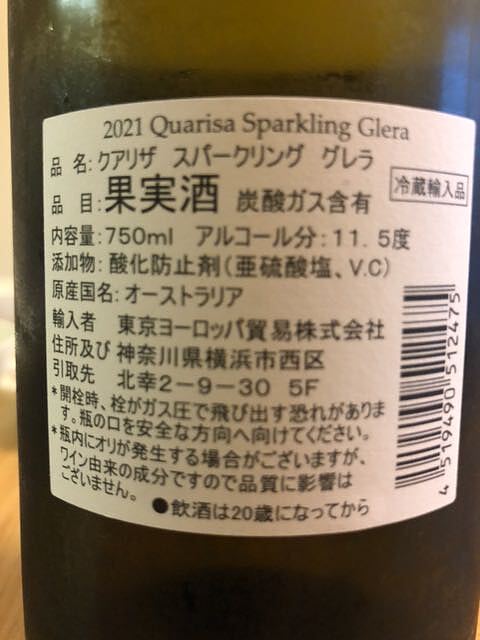 2021 Quarisa Sparkling Glera
品 名:クアリザ スパークリング グレラ
冷蔵輸入品
品 目:果実酒 炭酸ガス含有
内容量:750ml アルコール分:11.5度
添加物:酸化防止剤(亜硫酸塩、V.C)
原産国名:オーストラリア
輸入者 東京ヨーロッパ貿易株式会社
住所及び 神奈川県横浜市西区
引取先 北幸2-9-30 5F
*開栓時、栓がガス圧で飛び出す恐れがありま
す。瓶の口を安全な方向へ向けてください。
*瓶内にオリが発生する場合がございますが、
ワイン由来の成分ですので品質に影響は
ございません。
●飲酒は20歳になってから
4 519490 512475